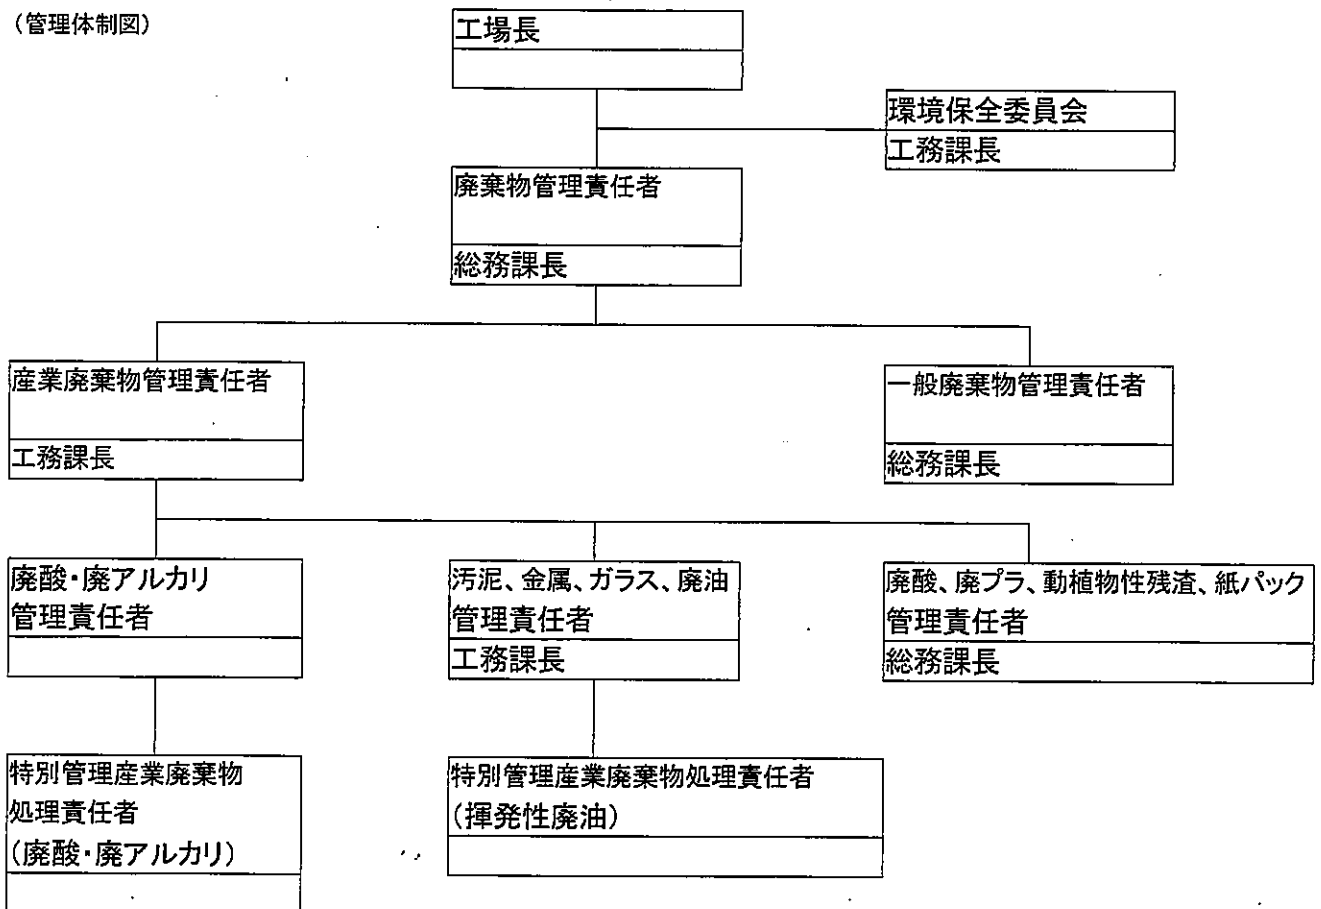 （管理体制図）
工場長
環境保全委員会
工務課長
廃棄物管理責任者
総務課長
産業廃棄物管理責任者
工務課長
一般廃棄物管理責任者
総務課長
廃酸・廃アルカリ
管理責任者
汚泥、金属、ガラス、廃油
管理責任者
工務課長
廃酸、廃プラ、動植物性残渣、紙パック
管理責任者
総務課長
特別管理産業廃棄物
処理責任者
（廃酸・廃アルカリ）
特別管理産業廃棄物処理責任者
（揮発性廃油）